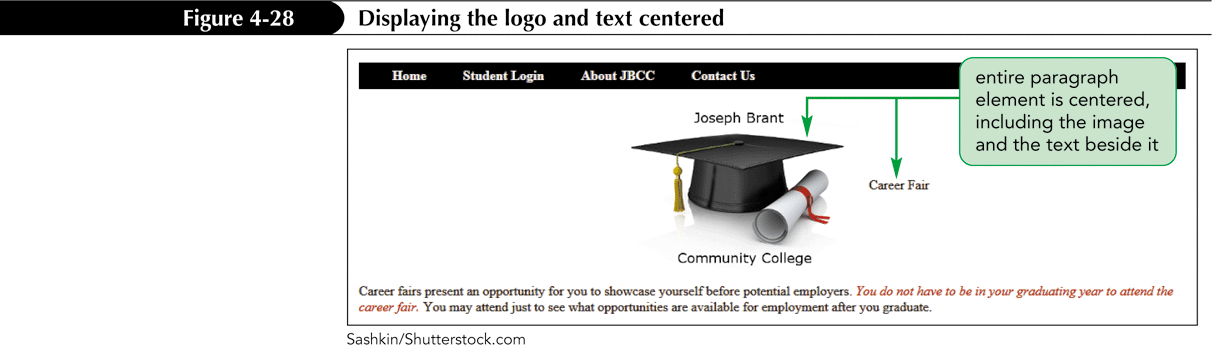 Figure 4-28 Displaying the logo and text centered
Home Student Login About JBCC Contact Us
entire paragraph
element is centered,
including the image
and the text beside it
Joseph Brant
Career Fair
Community College
Career fairs present an opportunity for you to showcase yourself before potential employers. You do not have to be in your graduating year to attend the
career fair. You may attend just to see what opportunities are available for employment after you graduate.
Sashkin/Shutterstock.com